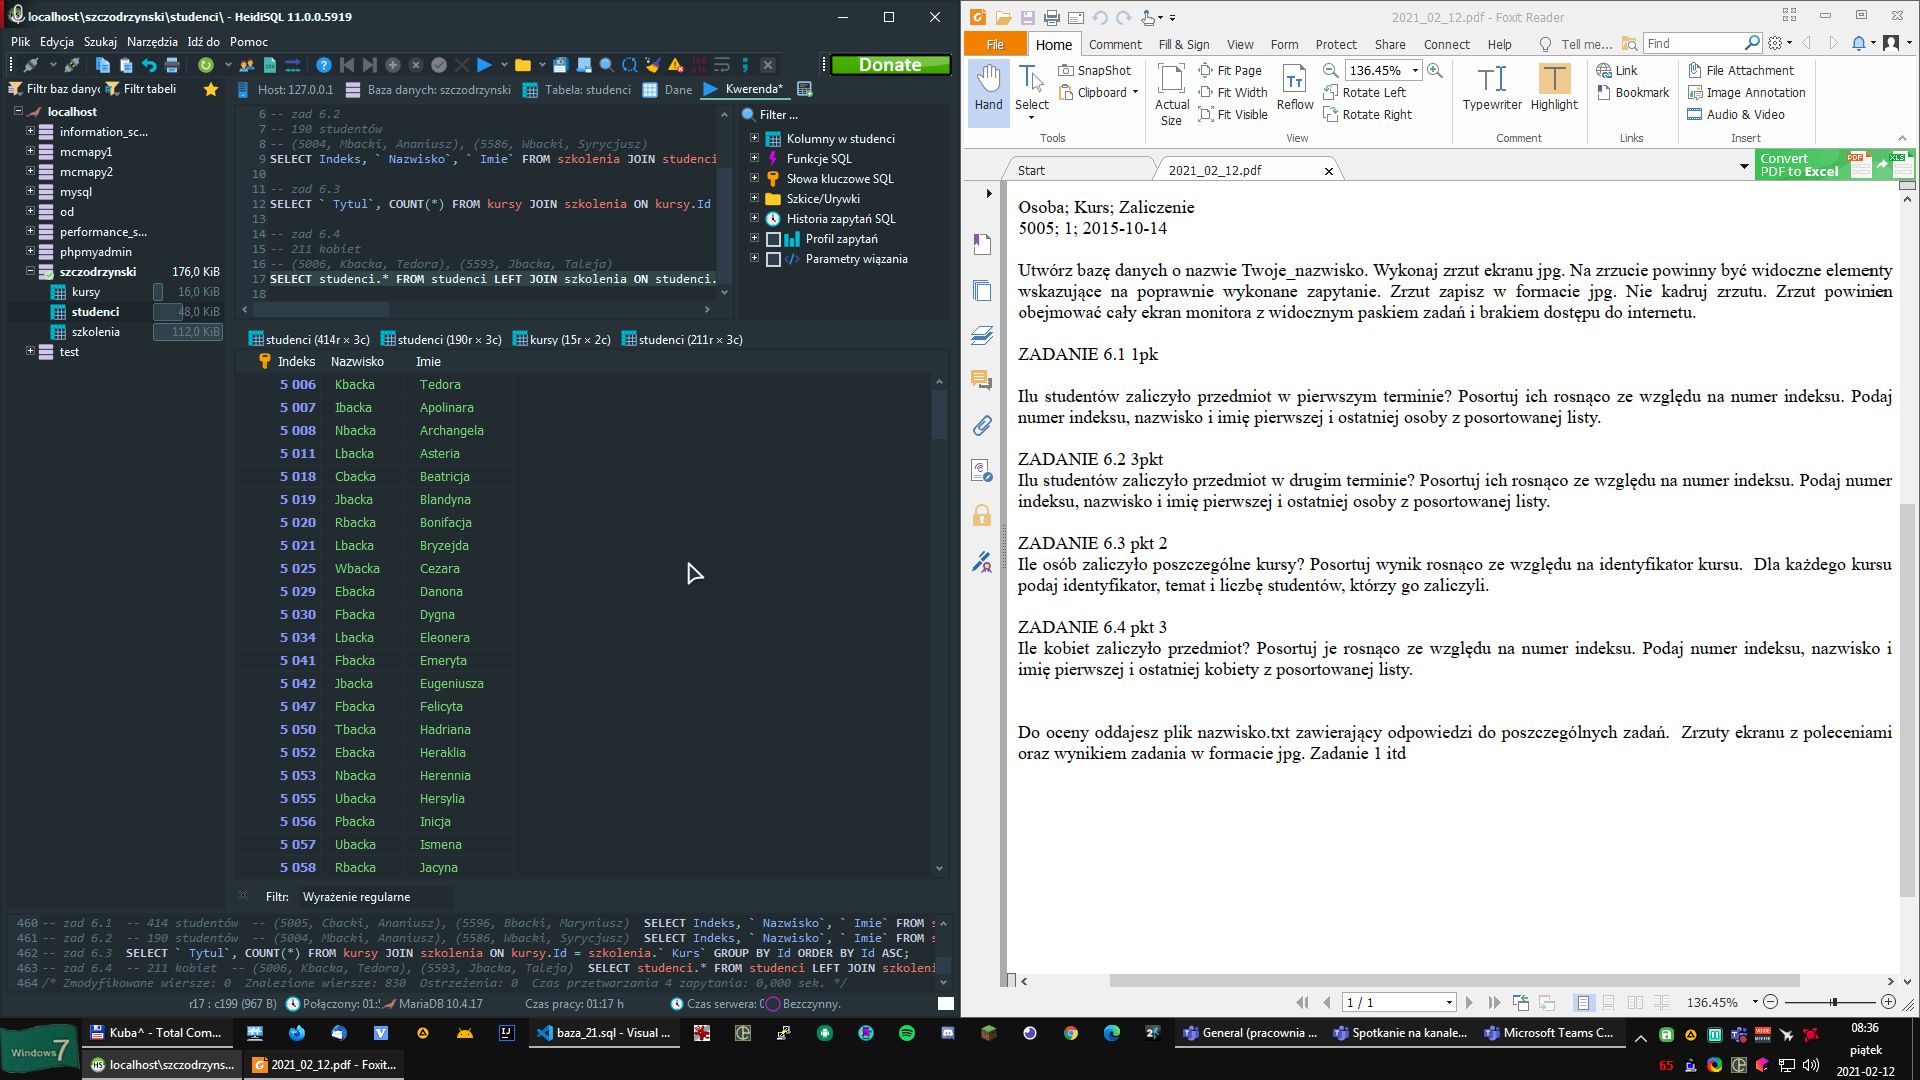 localhost\szczodrzynski\studenci\ - HeidiSQL 11.0.0.5919
Plik Edycja Szukaj Narzędzia Idź do Pomoc
Donate
Filtr baz dany Filtr tabeli
Host: 127.0.0.1 Baza danych: szczodrzynski Tabela: studenci Dane Kwerenda*
localhost
information_sc...
mcmapy1
mcmapy2
mysql
od
performance_s...
phpmyadmin
szczodrzynski 176,0 KiB
kursy 16,0 KiB
studenci 48,0 KiB
szkolenia 112,0 KiB
test
6 -- zad 6.2
7 -- 190 studentów
8 -- (5004, Mbacki, Ananiusz), (5586, Wbacki, Syrycjusz)
9 SELECT Indeks, ` Nazwisko`, ` Imie` FROM szkolenia JOIN studenci
10
11 -- zad 6.3
12 SELECT ` Tytul`, COUNT(*) FROM kursy JOIN szkolenia ON kursy.Id
13
14 -- zad 6.4
15 -- 211 kobiet
16 -- (5006, Kbacka, Tedora), (5593, Jbacka, Taleja)
17 SELECT studenci.* FROM studenci LEFT JOIN szkolenia ON studenci.
18
Filter ...
Kolumny w studenci
Funkcje SQL
Słowa kluczowe SQL
Szkice/Urywki
Historia zapytań SQL
Profil zapytań
Parametry wiązania
studenci (414r × 3c) studenci (190r × 3c) kursy (15r × 2c) studenci (211r × 3c)
Indeks Nazwisko Imie
5 006 Kbacka Tedora
5 007 Ibacka Apolinara
5 008 Nbacka Archangela
5 011 Lbacka Asteria
5 018 Cbacka Beatricja
5 019 Jbacka Blandyna
5 020 Rbacka Bonifacja
5 021 Lbacka Bryzejda
5 025 Wbacka Cezara
5 029 Ebacka Danona
5 030 Fbacka Dygna
5 034 Lbacka Eleonera
5 041 Fbacka Emeryta
5 042 Jbacka Eugeniusza
5 047 Fbacka Felicyta
5 050 Tbacka Hadriana
5 052 Ebacka Heraklia
5 053 Nbacka Herennia
5 055 Ubacka Hersylia
5 056 Pbacka Inicja
5 057 Ubacka Ismena
5 058 Rbacka Jacyna
Filtr: Wyrażenie regularne
460 -- zad 6.1 -- 414 studentów -- (5005, Cbacki, Ananiusz), (5596, Bbacki, Maryniusz) SELECT Indeks, ` Nazwisko`, ` Imie` FROM s
461 -- zad 6.2 -- 190 studentów -- (5004, Mbacki, Ananiusz), (5586, Wbacki, Syrycjusz) SELECT Indeks, ` Nazwisko`, ` Imie` FROM s
462 -- zad 6.3 SELECT ` Tytul`, COUNT(*) FROM kursy JOIN szkolenia ON kursy.Id = szkolenia.` Kurs` GROUP BY Id ORDER BY Id ASC;
463 -- zad 6.4 -- 211 kobiet -- (5006, Kbacka, Tedora), (5593, Jbacka, Taleja) SELECT studenci.* FROM studenci LEFT JOIN szkoleni
464 /* Zmodyfikowane wiersze: 0 Znalezione wiersze: 830 Ostrzeżenia: 0 Czas przetwarzania 4 zapytania: 0,000 sek. */
r17 : c199 (967 B) Połączony: 01: MariaDB 10.4.17 Czas pracy: 01:17 h Czas serwera: 0 Bezczynny.
2021_02_12.pdf - Foxit Reader
File Home Comment Fill & Sign View Form Protect Share Connect Help Tell me... Find
Hand Select SnapShot Clipboard Actual Size Fit Page Fit Width Fit Visible Reflow 136.45% Rotate Left Rotate Right Typewriter Highlight Link Bookmark File Attachment Image Annotation Audio & Video
Tools View Comment Links Insert
Start 2021_02_12.pdf
Convert
PDF to Excel
PDF XLS
Osoba; Kurs; Zaliczenie
5005; 1; 2015-10-14
Utwórz bazę danych o nazwie Twoje_nazwisko. Wykonaj zrzut ekranu jpg. Na zrzucie powinny być widoczne elementy
wskazujące na poprawnie wykonane zapytanie. Zrzut zapisz w formacie jpg. Nie kadruj zrzutu. Zrzut powinien
obejmować cały ekran monitora z widocznym paskiem zadań i brakiem dostępu do internetu.
ZADANIE 6.1 1pk
Ilu studentów zaliczyło przedmiot w pierwszym terminie? Posortuj ich rosnąco ze względu na numer indeksu. Podaj
numer indeksu, nazwisko i imię pierwszej i ostatniej osoby z posortowanej listy.
ZADANIE 6.2 3pkt
Ilu studentów zaliczyło przedmiot w drugim terminie? Posortuj ich rosnąco ze względu na numer indeksu. Podaj numer
indeksu, nazwisko i imię pierwszej i ostatniej osoby z posortowanej listy.
ZADANIE 6.3 pkt 2
Ile osób zaliczyło poszczególne kursy? Posortuj wynik rosnąco ze względu na identyfikator kursu. Dla każdego kursu
podaj identyfikator, temat i liczbę studentów, którzy go zaliczyli.
ZADANIE 6.4 pkt 3
Ile kobiet zaliczyło przedmiot? Posortuj je rosnąco ze względu na numer indeksu. Podaj numer indeksu, nazwisko i
imię pierwszej i ostatniej kobiety z posortowanej listy.
Do oceny oddajesz plik nazwisko.txt zawierający odpowiedzi do poszczególnych zadań. Zrzuty ekranu z poleceniami
oraz wynikiem zadania w formacie jpg. Zadanie 1 itd
1 / 1 136.45%
Windows 7
Kuba^ - Total Com... baza_21.sql - Visual ... General (pracownia ... Spotkanie na kanale... Microsoft Teams C...
localhost\szczodrzyns... 2021_02_12.pdf - Foxit...
65
08:36
piątek
2021-02-12